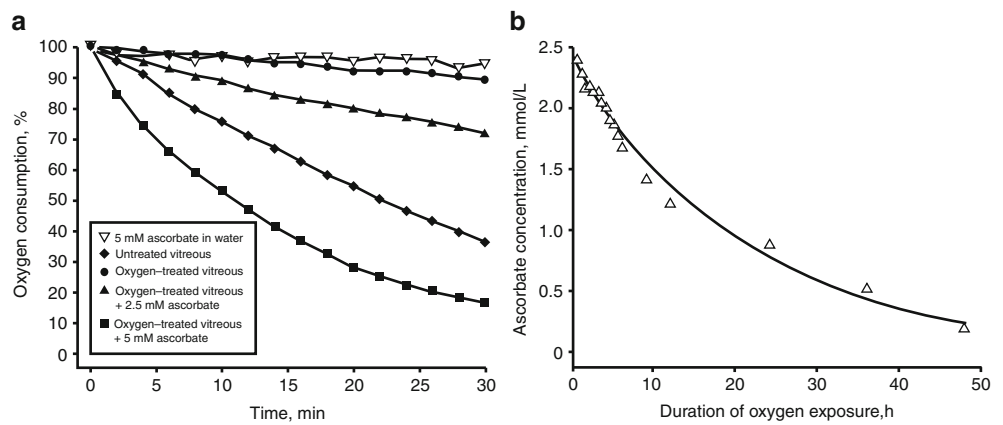 a
Oxygen consumption, %
100
90
80
70
60
50
40
30
20
10
0
5 mM ascorbate in water
Untreated vitreous
Oxygen–treated vitreous
Oxygen–treated vitreous
+ 2.5 mM ascorbate
Oxygen–treated vitreous
+ 5 mM ascorbate
0 5 10 15 20 25 30
Time, min
b
Ascorbate concentration, mmol/L
2.5
2.0
1.5
1.0
0.5
0
0 10 20 30 40 50
Duration of oxygen exposure,h